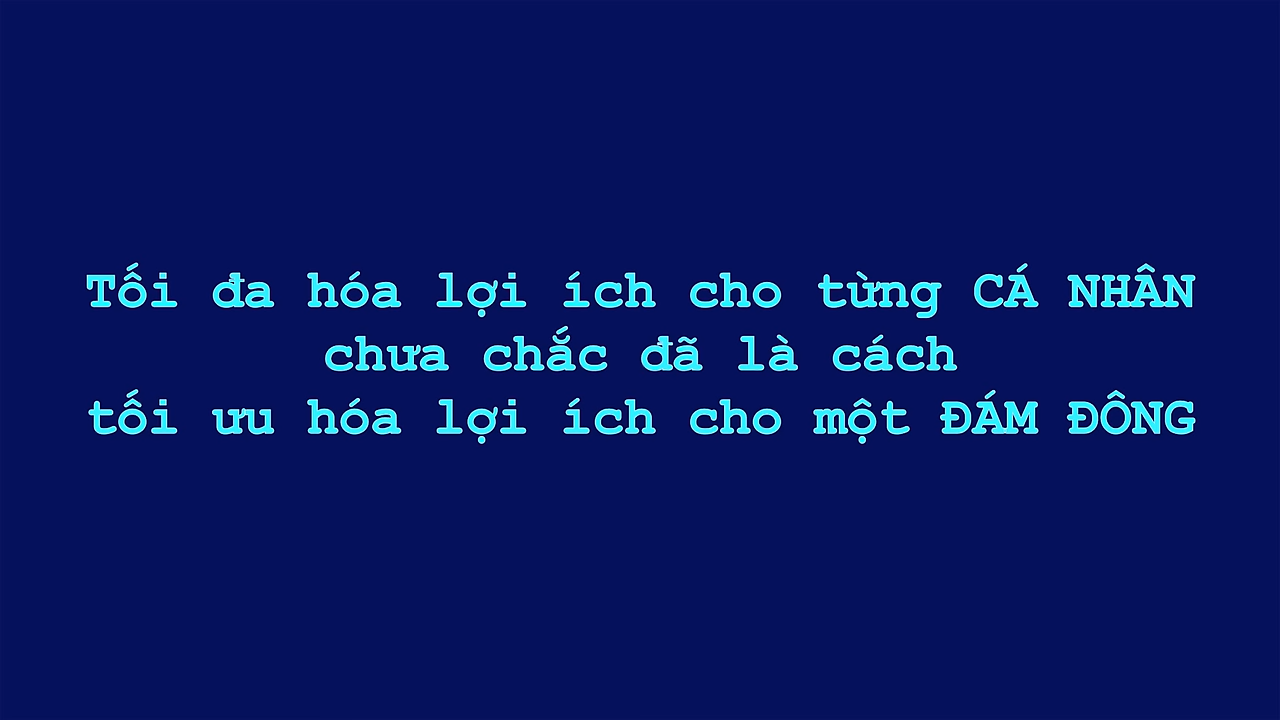 Tối đa hóa lợi ích cho từng CÁ NHÂN
chưa chắc đã là cách
tối ưu hóa lợi ích cho một ĐÁM ĐÔNG